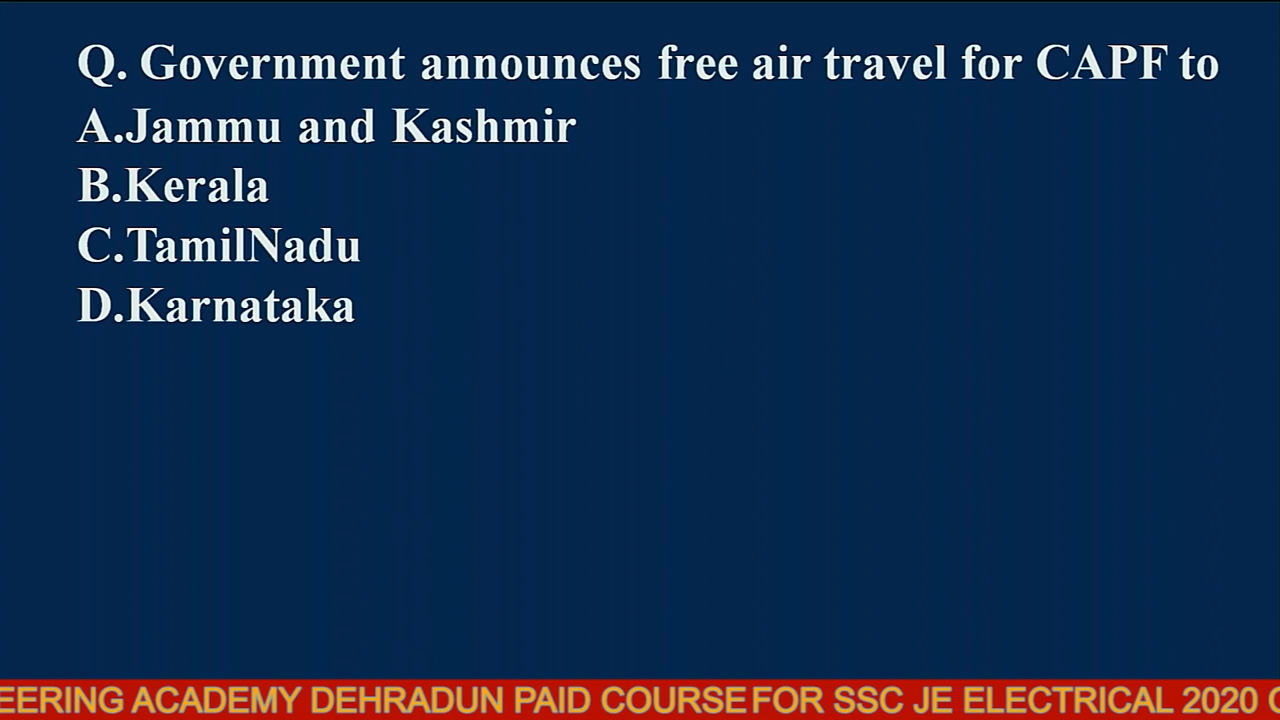 Q. Government announces free air travel for CAPF to
A.Jammu and Kashmir
B.Kerala
C.TamilNadu
D.Karnataka
EERING ACADEMY DEHRADUN PAID COURSE FOR SSC JE ELECTRICAL 2020